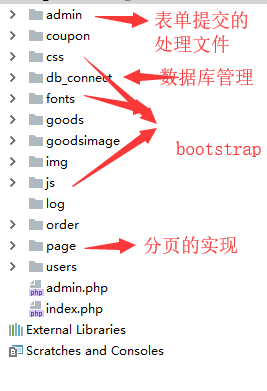 admin
表单提交的
处理文件
coupon
css
db_connect
数据库管理
fonts
goods
goodsimage
bootstrap
img
js
log
order
page
分页的实现
users
php admin.php
php index.php
External Libraries
Scratches and Consoles